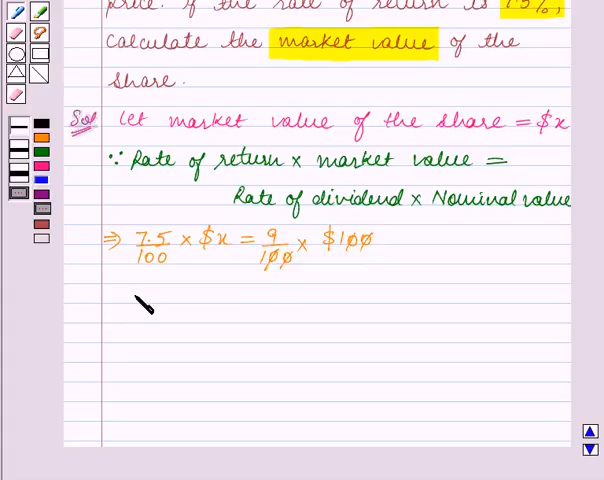 price. If the rate of return is 7.5%,
calculate the market value of the
share.
Sol Let market value of the share = $x
∵ Rate of return × market value =
Rate of dividend × Nominal value
⇒ 7.5/100 × $x = 9/100 × $100